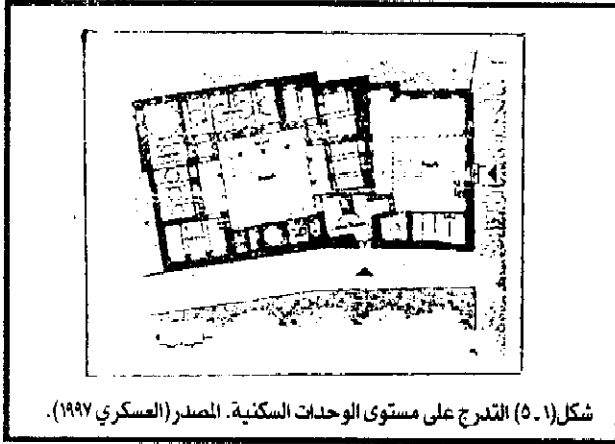 شكل(١ ـ ٥) التدرج على مستوى الوحدات السكنية. المصدر (العسكري ١٩٩٧).